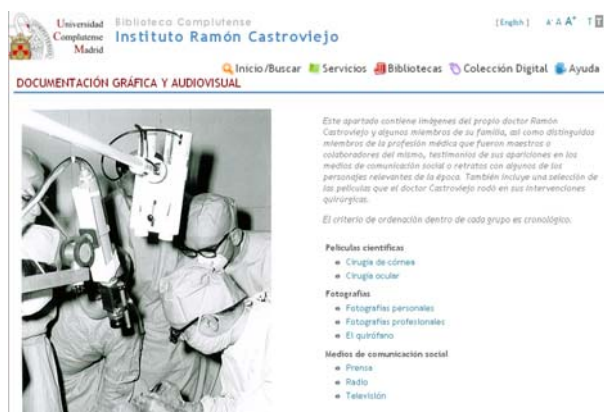 Universidad
Complutense
Madrid
Biblioteca Complutense
Instituto Ramón Castroviejo
[English] A A A+ T T
Inicio/Buscar Servicios Bibliotecas Colección Digital Ayuda
DOCUMENTACIÓN GRÁFICA Y AUDIOVISUAL
Este apartado contiene imágenes del propio doctor Ramón
Castroviejo y algunos miembros de su familia, así como distinguidos
miembros de la profesión médica que fueron maestros o
colaboradores del mismo, testimonios de sus apariciones en los
medios de comunicación social o retratos con algunos de los
personajes relevantes de la época. También incluye una selección de
las películas que el doctor Castroviejo rodó en sus intervenciones
quirúrgicas.
El criterio de ordenación dentro de cada grupo es cronológico.
Películas científicas
Cirugía de córnea
Cirugía ocular
Fotografías
Fotografías personales
Fotografías profesionales
El quirófano
Medios de comunicación social
Prensa
Radio
Televisión